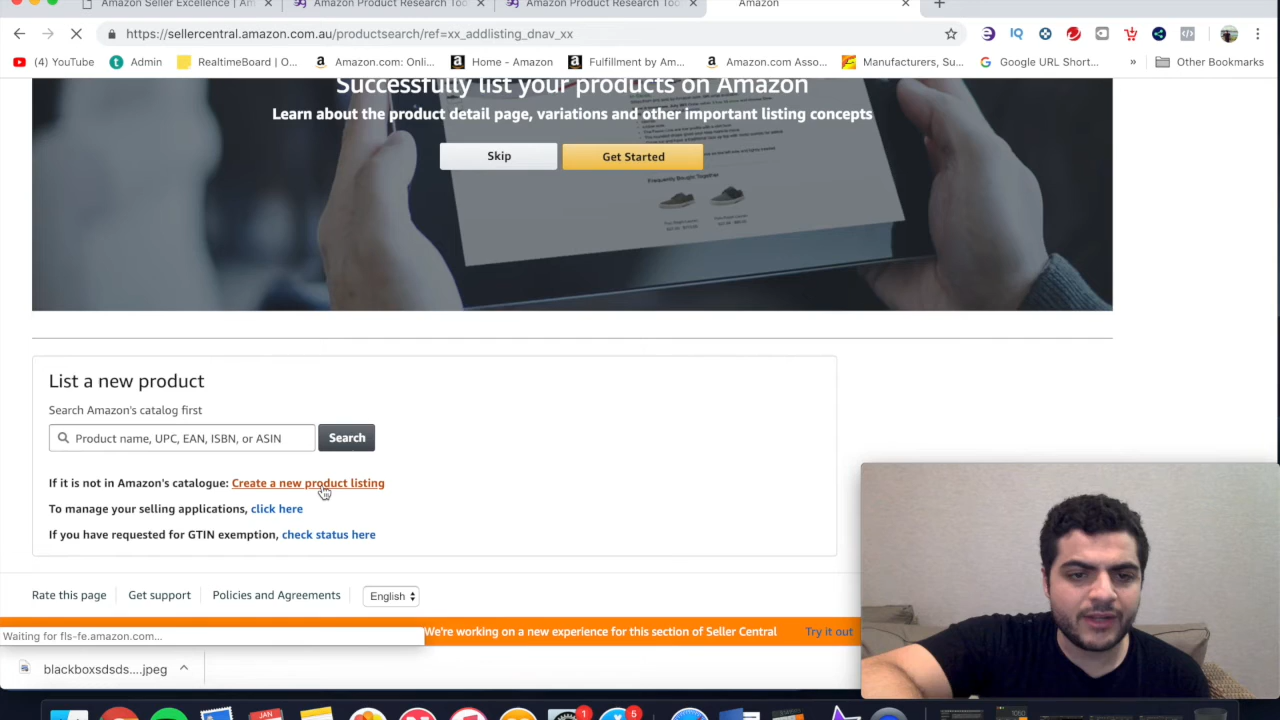 Amazon Seller Excellence | Am
Amazon Product Research Too
Amazon Product Research Too
Amazon
https://sellercentral.amazon.com.au/productsearch/ref=xx_addlisting_dnav_xx
(4) YouTube
Admin
RealtimeBoard | O...
Amazon.com: Onli...
Home - Amazon
Fulfillment by Am...
Amazon.com Asso...
Manufacturers, Su...
Google URL Short...
Other Bookmarks
Successfully list your products on Amazon
Learn about the product detail page, variations and other important listing concepts
Skip
Get Started
Frequently Bought Together
List a new product
Search Amazon's catalog first
Product name, UPC, EAN, ISBN, or ASIN
Search
If it is not in Amazon's catalogue: Create a new product listing
To manage your selling applications, click here
If you have requested for GTIN exemption, check status here
Rate this page
Get support
Policies and Agreements
English
Waiting for fls-fe.amazon.com...
We're working on a new experience for this section of Seller Central
Try it out
blackboxsdsds....jpeg
JAN
1
5